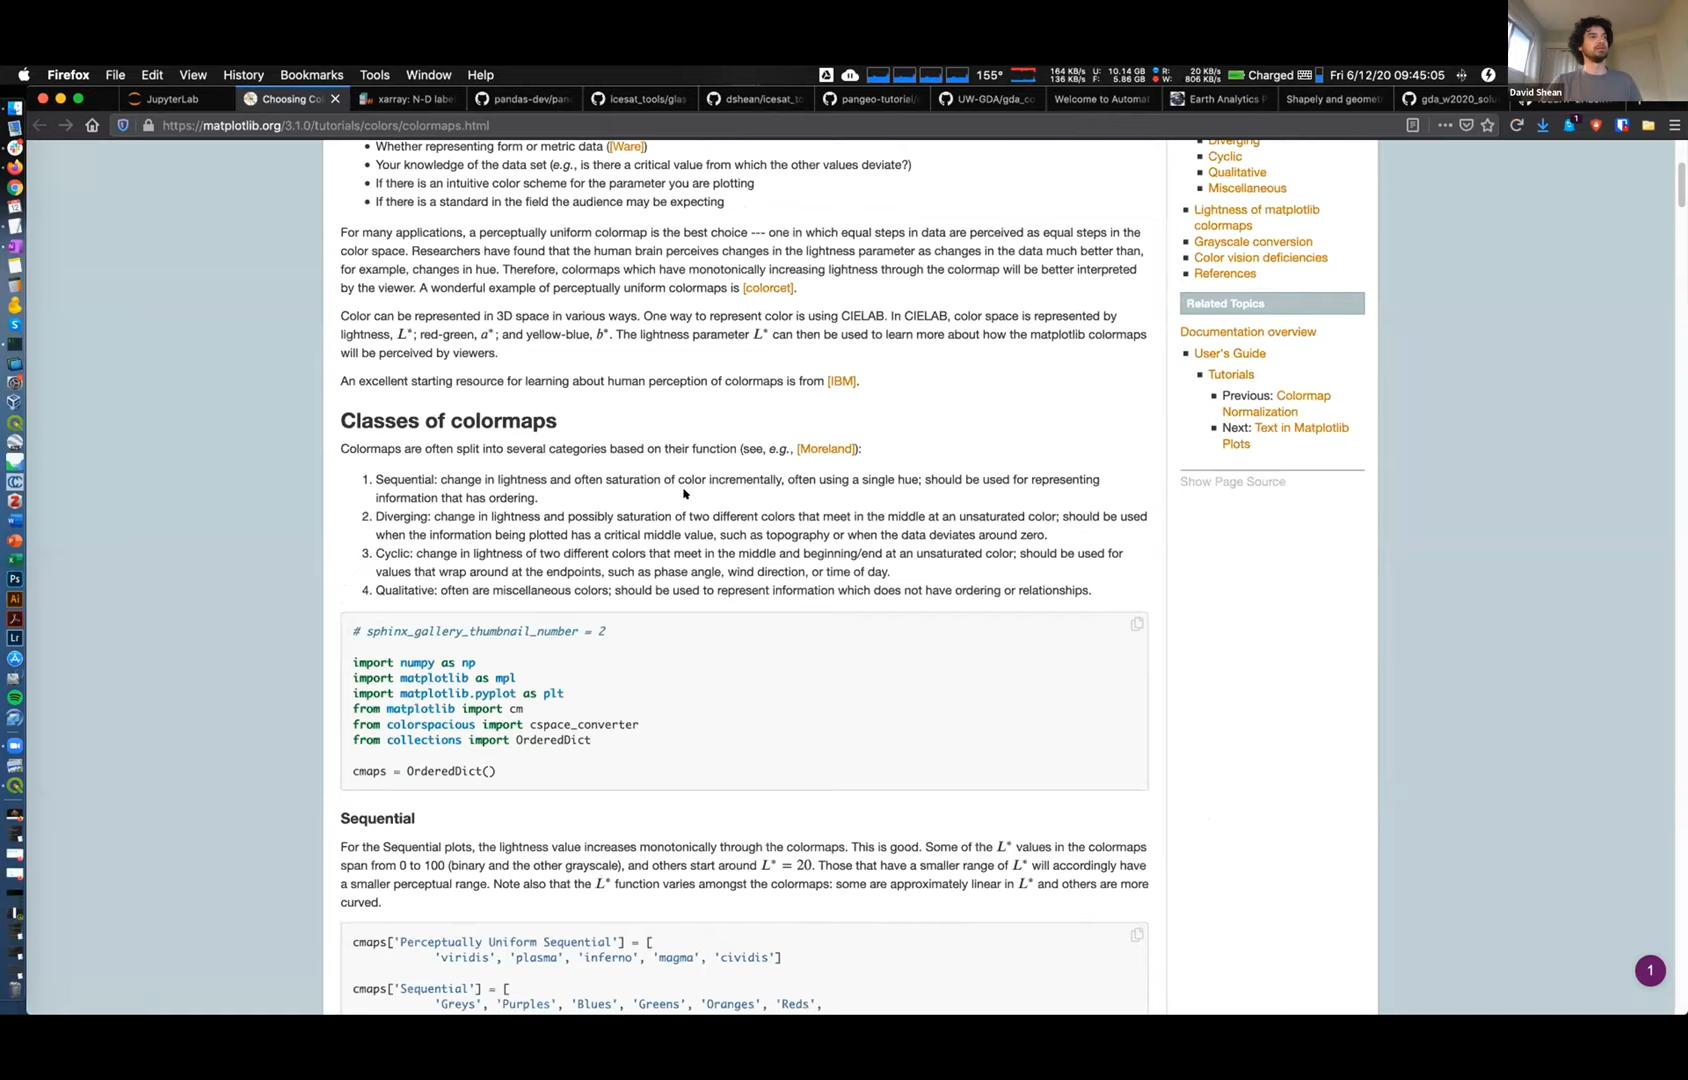 Firefox File Edit View History Bookmarks Tools Window Help
155°
164 KB/s U: 10.14 GB R: 20 KB/s
136 KB/s F: 5.86 GB W: 806 KB/s
Charged
Fri 6/12/20 09:45:05
David Shean
JupyterLab
Choosing Co
xarray: N-D labe
pandas-dev/pan
icesat_tools/glas
dshean/icesat_to
pangeo-tutorial/
UW-GDA/gda_co
Welcome to Automat
Earth Analytics P
Shapely and geomet
gda_w2020_solu
https://matplotlib.org/3.1.0/tutorials/colors/colormaps.html
1
• Whether representing form or metric data ([Ware])
• Your knowledge of the data set (e.g., is there a critical value from which the other values deviate?)
• If there is an intuitive color scheme for the parameter you are plotting
• If there is a standard in the field the audience may be expecting
For many applications, a perceptually uniform colormap is the best choice --- one in which equal steps in data are perceived as equal steps in the
color space. Researchers have found that the human brain perceives changes in the lightness parameter as changes in the data much better than,
for example, changes in hue. Therefore, colormaps which have monotonically increasing lightness through the colormap will be better interpreted
by the viewer. A wonderful example of perceptually uniform colormaps is [colorcet].
Color can be represented in 3D space in various ways. One way to represent color is using CIELAB. In CIELAB, color space is represented by
lightness, L*; red-green, a*; and yellow-blue, b*. The lightness parameter L* can then be used to learn more about how the matplotlib colormaps
will be perceived by viewers.
An excellent starting resource for learning about human perception of colormaps is from [IBM].
Classes of colormaps
Colormaps are often split into several categories based on their function (see, e.g., [Moreland]):
1. Sequential: change in lightness and often saturation of color incrementally, often using a single hue; should be used for representing
information that has ordering.
2. Diverging: change in lightness and possibly saturation of two different colors that meet in the middle at an unsaturated color; should be used
when the information being plotted has a critical middle value, such as topography or when the data deviates around zero.
3. Cyclic: change in lightness of two different colors that meet in the middle and beginning/end at an unsaturated color; should be used for
values that wrap around at the endpoints, such as phase angle, wind direction, or time of day.
4. Qualitative: often are miscellaneous colors; should be used to represent information which does not have ordering or relationships.
# sphinx_gallery_thumbnail_number = 2
import numpy as np
import matplotlib as mpl
import matplotlib.pyplot as plt
from matplotlib import cm
from colorspacious import cspace_converter
from collections import OrderedDict
cmaps = OrderedDict()
Sequential
For the Sequential plots, the lightness value increases monotonically through the colormaps. This is good. Some of the L* values in the colormaps
span from 0 to 100 (binary and the other grayscale), and others start around L* = 20. Those that have a smaller range of L* will accordingly have
a smaller perceptual range. Note also that the L* function varies amongst the colormaps: some are approximately linear in L* and others are more
curved.
cmaps['Perceptually Uniform Sequential'] = [
'viridis', 'plasma', 'inferno', 'magma', 'cividis']
cmaps['Sequential'] = [
'Greys', 'Purples', 'Blues', 'Greens', 'Oranges', 'Reds',
Diverging
Cyclic
Qualitative
Miscellaneous
Lightness of matplotlib
colormaps
Grayscale conversion
Color vision deficiencies
References
Related Topics
Documentation overview
User's Guide
Tutorials
Previous: Colormap
Normalization
Next: Text in Matplotlib
Plots
Show Page Source
1
Ps
Ai
Lr